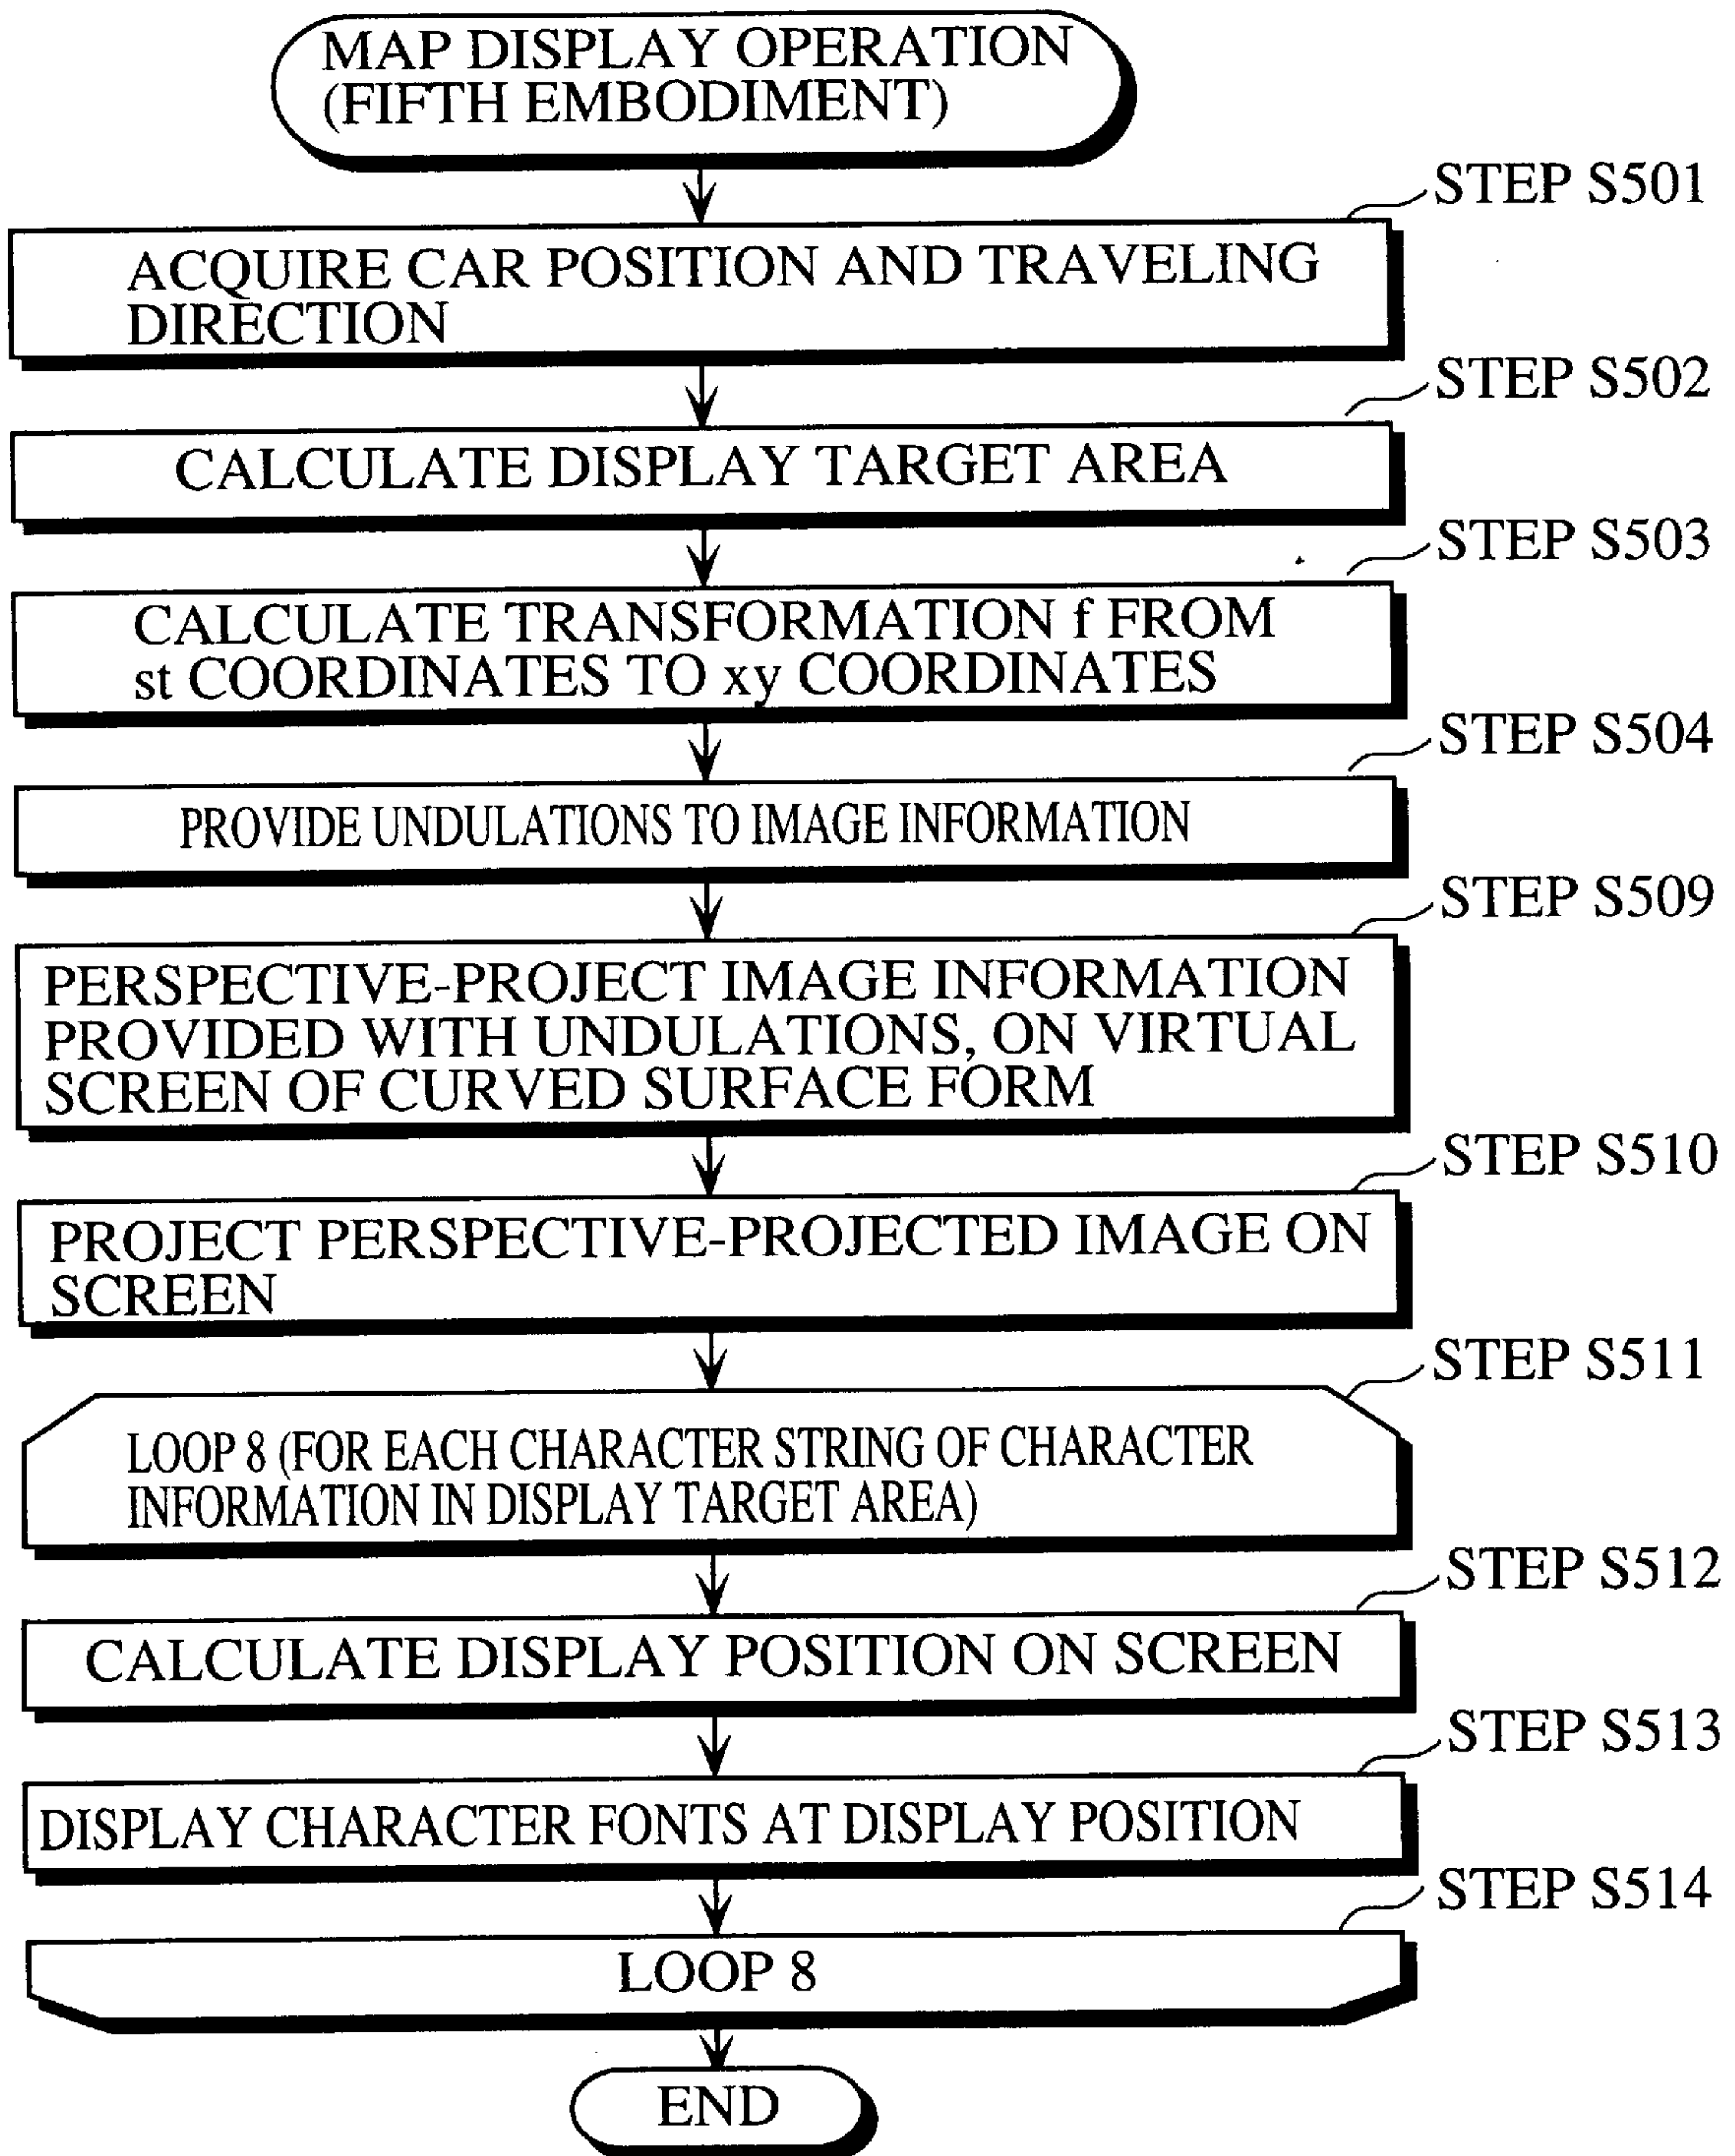 MAP DISPLAY OPERATION
(FIFTH EMBODIMENT)
STEP S501
ACQUIRE CAR POSITION AND TRAVELING
DIRECTION
STEP S502
CALCULATE DISPLAY TARGET AREA
STEP S503
CALCULATE TRANSFORMATION f FROM
st COORDINATES TO xy COORDINATES
STEP S504
PROVIDE UNDULATIONS TO IMAGE INFORMATION
STEP S509
PERSPECTIVE-PROJECT IMAGE INFORMATION
PROVIDED WITH UNDULATIONS, ON VIRTUAL
SCREEN OF CURVED SURFACE FORM
STEP S510
PROJECT PERSPECTIVE-PROJECTED IMAGE ON
SCREEN
STEP S511
LOOP 8 (FOR EACH CHARACTER STRING OF CHARACTER
INFORMATION IN DISPLAY TARGET AREA)
STEP S512
CALCULATE DISPLAY POSITION ON SCREEN
STEP S513
DISPLAY CHARACTER FONTS AT DISPLAY POSITION
STEP S514
LOOP 8
END